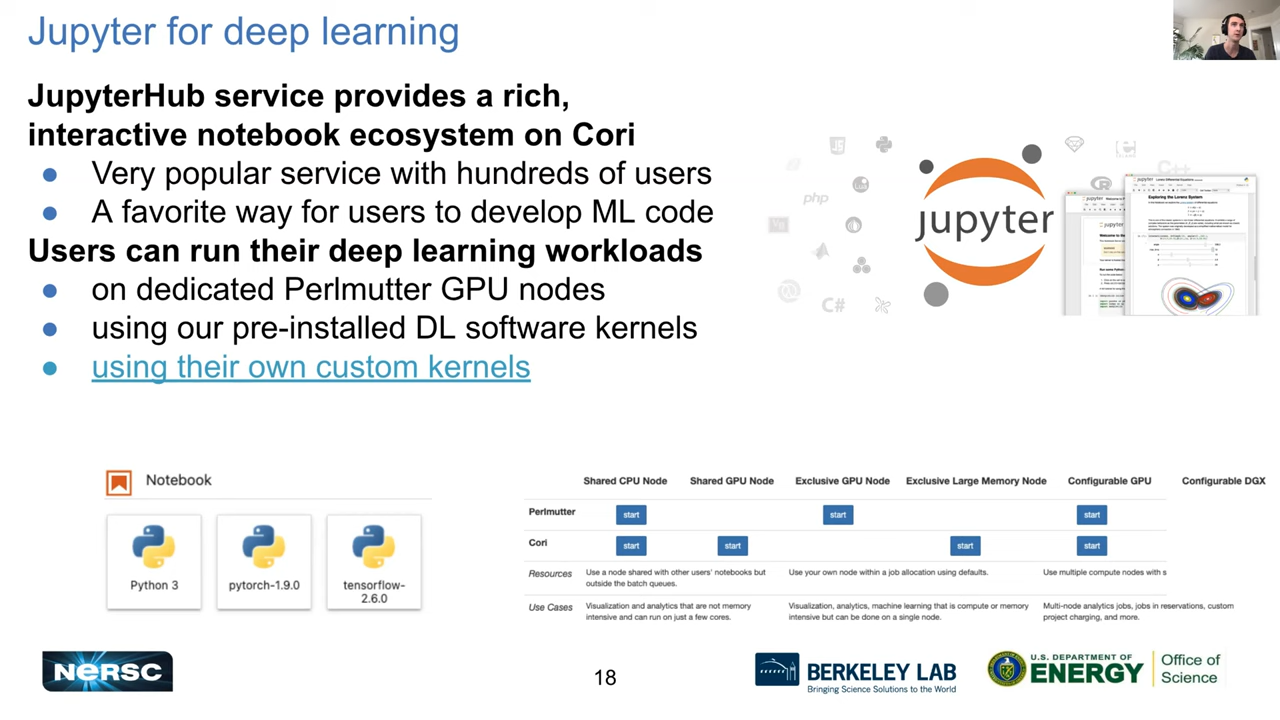 Jupyter for deep learning
JupyterHub service provides a rich,
interactive notebook ecosystem on Cori
● Very popular service with hundreds of users
● A favorite way for users to develop ML code
Users can run their deep learning workloads
● on dedicated Perlmutter GPU nodes
● using our pre-installed DL software kernels
● using their own custom kernels
JS
php
C++
R
C#
jupyter
jupyter
Exploring the Lorenz System
Notebook
Python 3
pytorch-1.9.0
tensorflow-
2.6.0
Shared CPU Node Shared GPU Node Exclusive GPU Node Exclusive Large Memory Node Configurable GPU Configurable DGX
Perlmutter start start start
Cori start start start start
Resources Use a node shared with other users' notebooks but Use your own node within a job allocation using defaults. Use multiple compute nodes with s
outside the batch queues.
Use Cases Visualization and analytics that are not memory Visualization, analytics, machine learning that is compute or memory Multi-node analytics jobs, jobs in reservations, custom
intensive and can run on just a few cores. intensive but can be done on a single node. project charging, and more.
NERSC
18
BERKELEY LAB
Bringing Science Solutions to the World
U.S. DEPARTMENT OF
ENERGY
Office of
Science